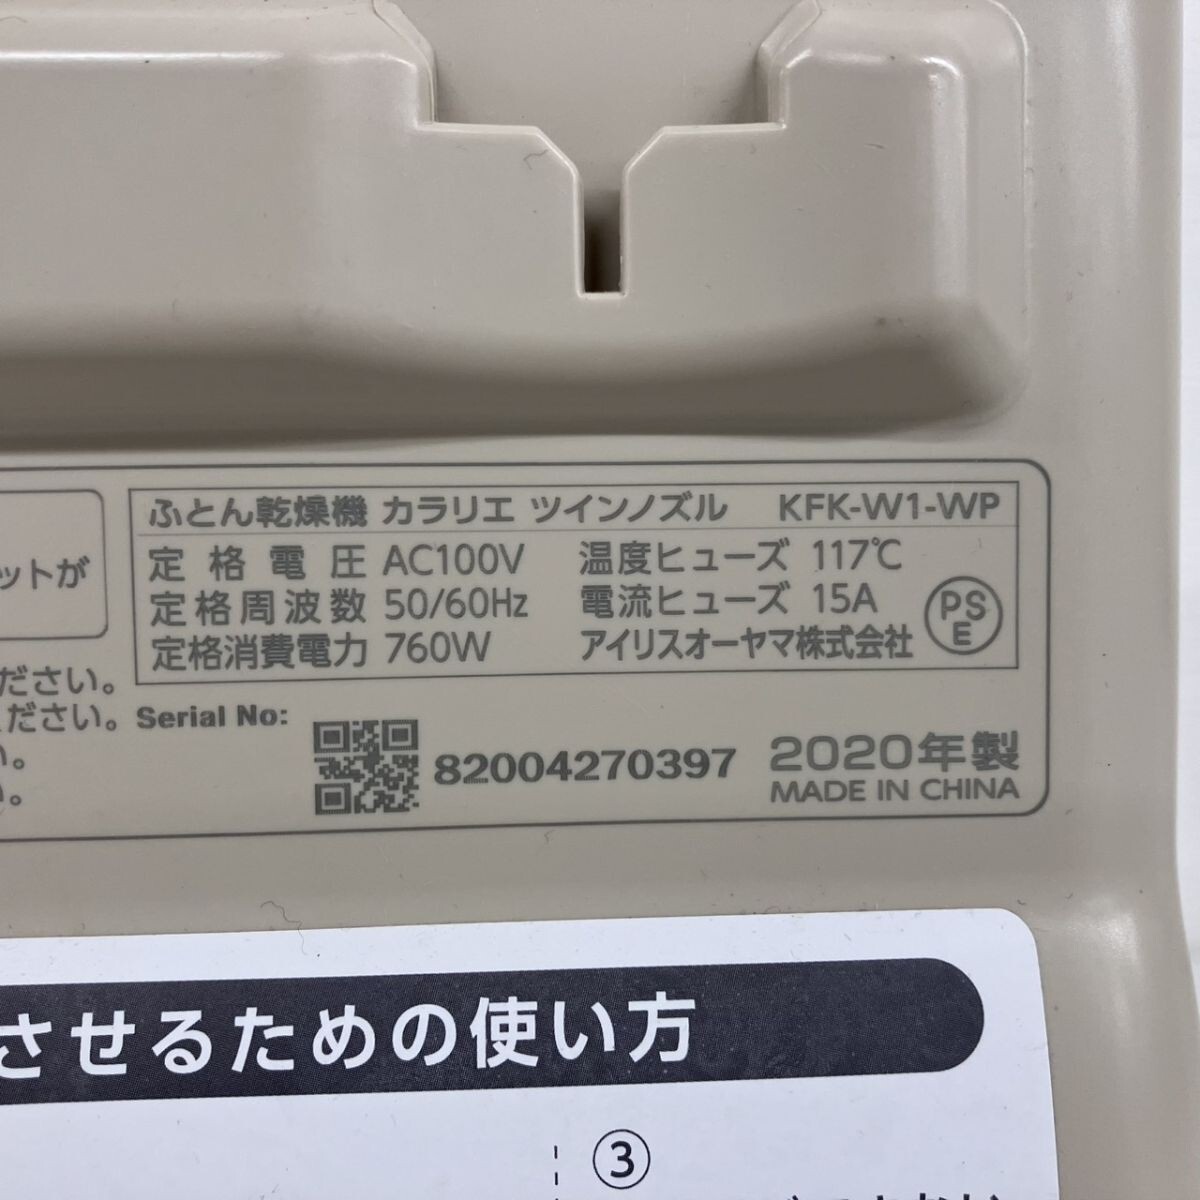 ふとん乾燥機 カラリエ ツインノズル KFK-W1-WP
定格電圧 AC100V 温度ヒューズ 117℃
定格周波数 50/60Hz 電流ヒューズ 15A
定格消費電力 760W アイリスオーヤマ株式会社
PS
E
ットが
ださい。
ください。
い。
い。
Serial No:
82004270397
2020年製
MADE IN CHINA
させるための使い方
③